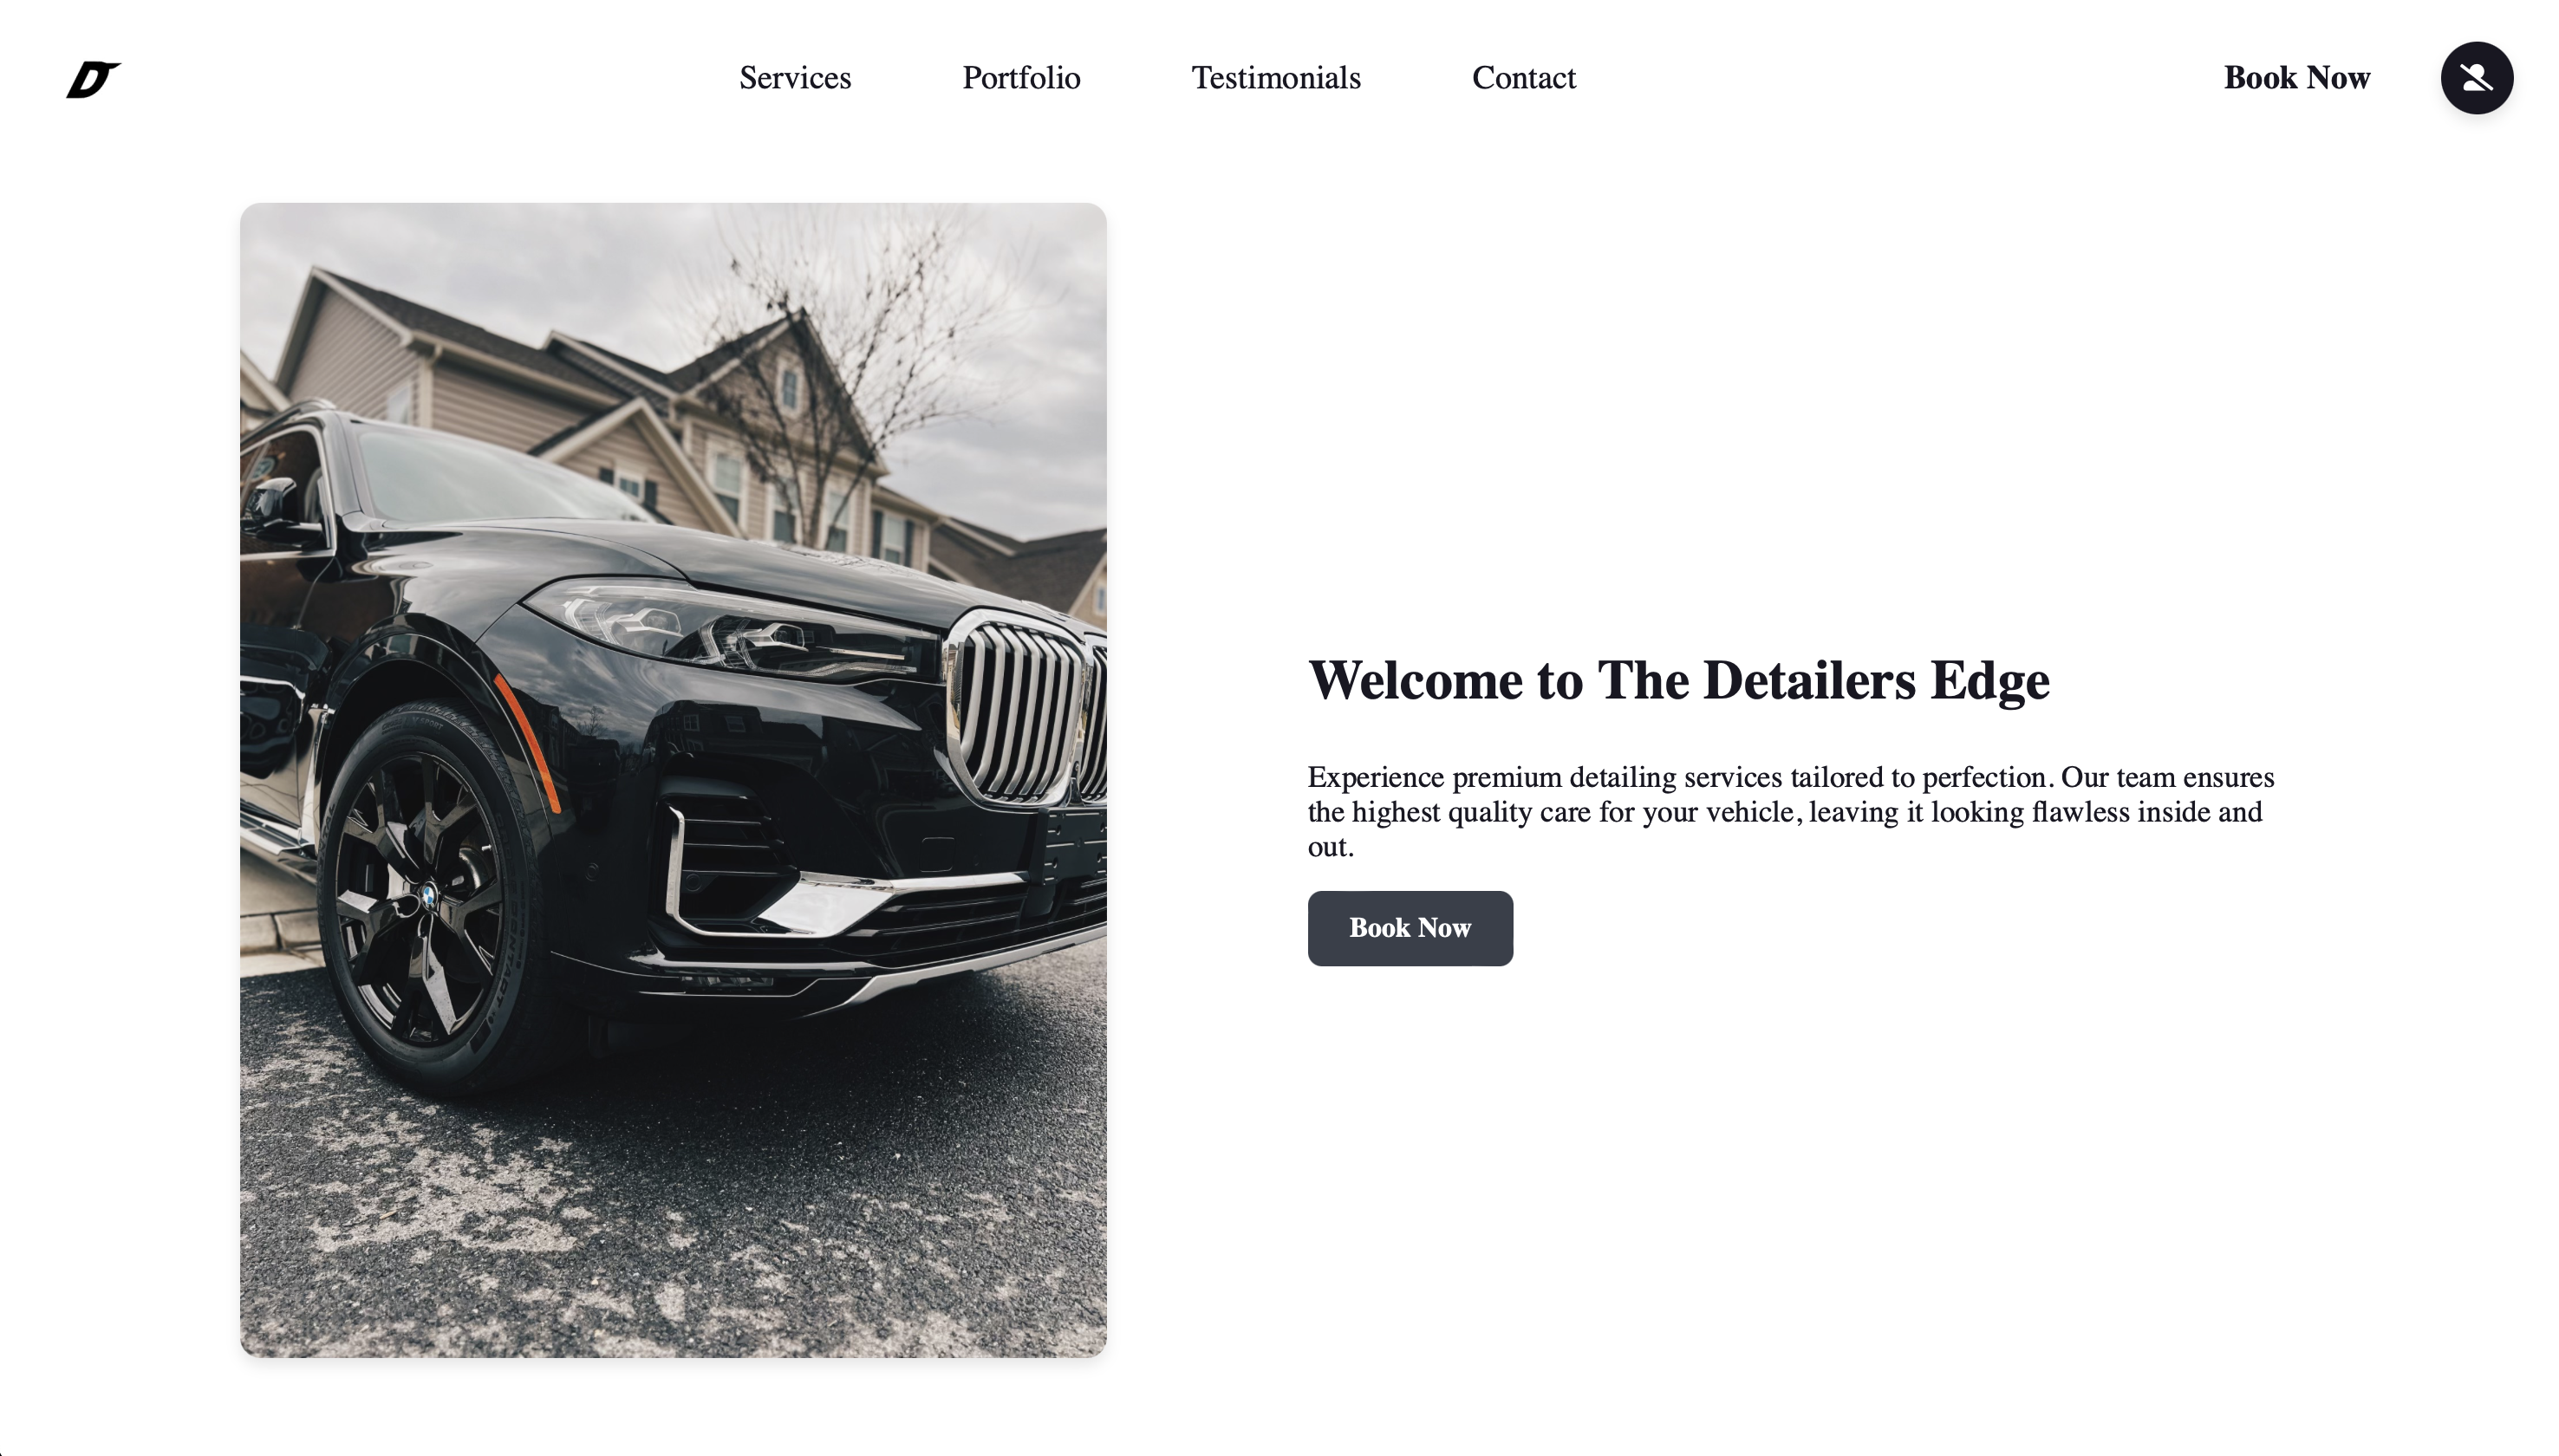 D
Services Portfolio Testimonials Contact Book Now
Welcome to The Detailers Edge
Experience premium detailing services tailored to perfection. Our team ensures
the highest quality care for your vehicle, leaving it looking flawless inside and
out.
Book Now